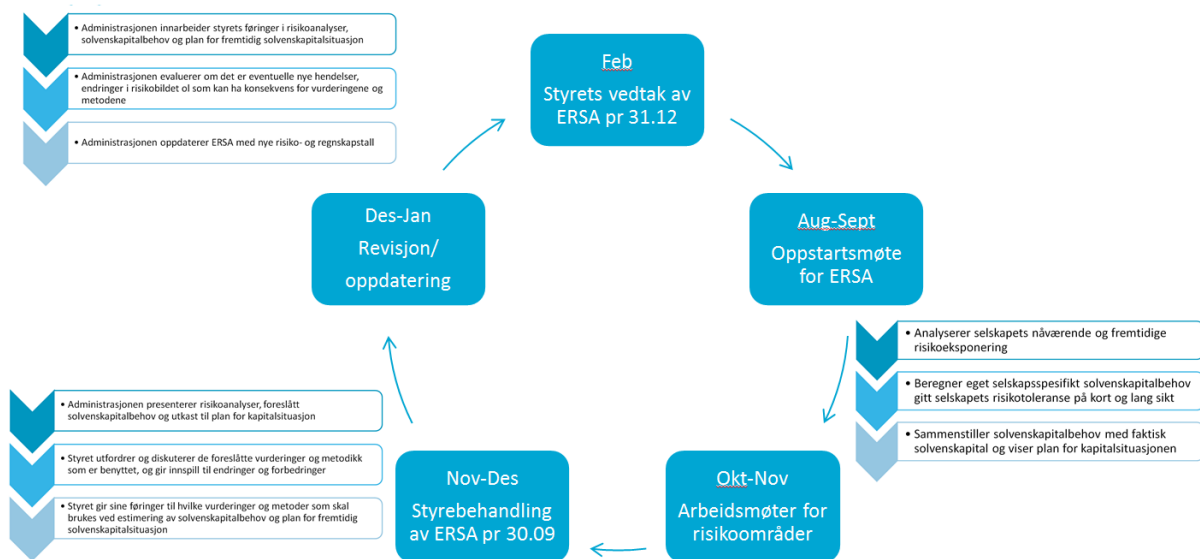 • Administrasjonen innarbeider styrets føringer i risikoanalyser,
solvenskapitalbehov og plan for fremtidig solvenskapitalsituasjon
• Administrasjonen evaluerer om det er eventuelle nye hendelser,
endringer i risikobildet ol som kan ha konsekvens for vurderingene og
metodene
• Administrasjonen oppdaterer ERSA med nye risiko- og regnskapstall
Feb
Styrets vedtak av
ERSA pr 31.12
Aug-Sept
Oppstartsmøte
for ERSA
• Analyserer selskapets nåværende og fremtidige
risikoeksponering
• Beregner eget selskapsspesifikt solvenskapitalbehov
gitt selskapets risikotoleranse på kort og lang sikt
• Sammenstiller solvenskapitalbehov med faktisk
solvenskapital og viser plan for kapitalsituasjonen
Okt-Nov
Arbeidsmøter for
risikoområder
Nov-Des
Styrebehandling
av ERSA pr 30.09
• Administrasjonen presenterer risikoanalyser, foreslått
solvenskapitalbehov og utkast til plan for kapitalsituasjon
• Styret utfordrer og diskuterer de foreslåtte vurderinger og metodikk
som er benyttet, og gir innspill til endringer og forbedringer
• Styret gir sine føringer til hvilke vurderinger og metoder som skal
brukes ved estimering av solvenskapitalbehov og plan for fremtidig
solvenskapitalsituasjon
Des-Jan
Revisjon/
oppdatering